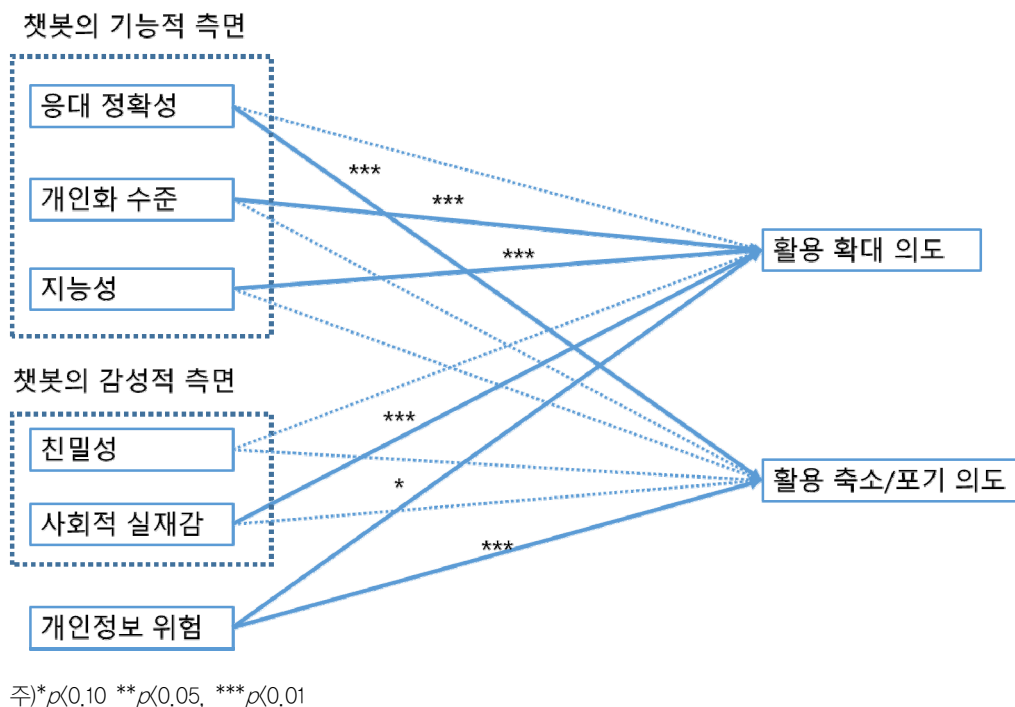 챗봇의 기능적 측면
응대 정확성
***
개인화 수준
***
활용 확대 의도
***
지능성
챗봇의 감성적 측면
***
친밀성
활용 축소/포기 의도
*
사회적 실재감
***
개인정보 위험
주)*p<0.10 **p<0.05, ***p<0.01